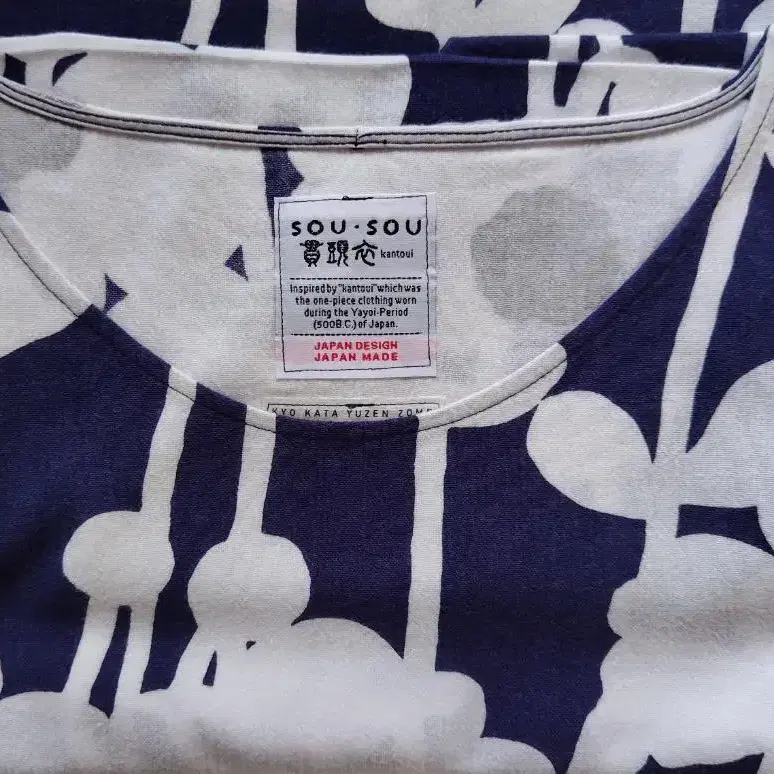 SOU・SOU
貫頭衣 kantoui
Inspired by "kantoui" which was
the one-piece clothing worn
during the Yayoi-Period
(500B.C.) of Japan.
JAPAN DESIGN
JAPAN MADE
KYO KATA YUZEN ZOME